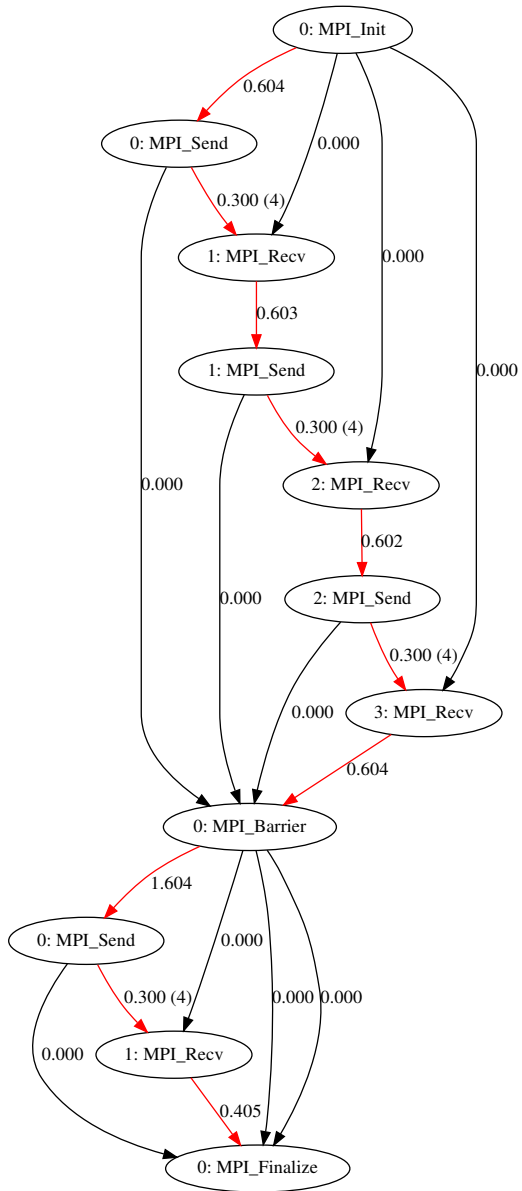 0: MPI_Init
0.604
0: MPI_Send
0.000
0.300 (4)
1: MPI_Recv
0.000
0.603
1: MPI_Send
0.000
0.300 (4)
0.000
2: MPI_Recv
0.602
0.000
2: MPI_Send
0.300 (4)
3: MPI_Recv
0.000
0.604
0: MPI_Barrier
1.604
0: MPI_Send
0.000
0.300 (4)
0.000
0.000
1: MPI_Recv
0.000
0.405
0: MPI_Finalize